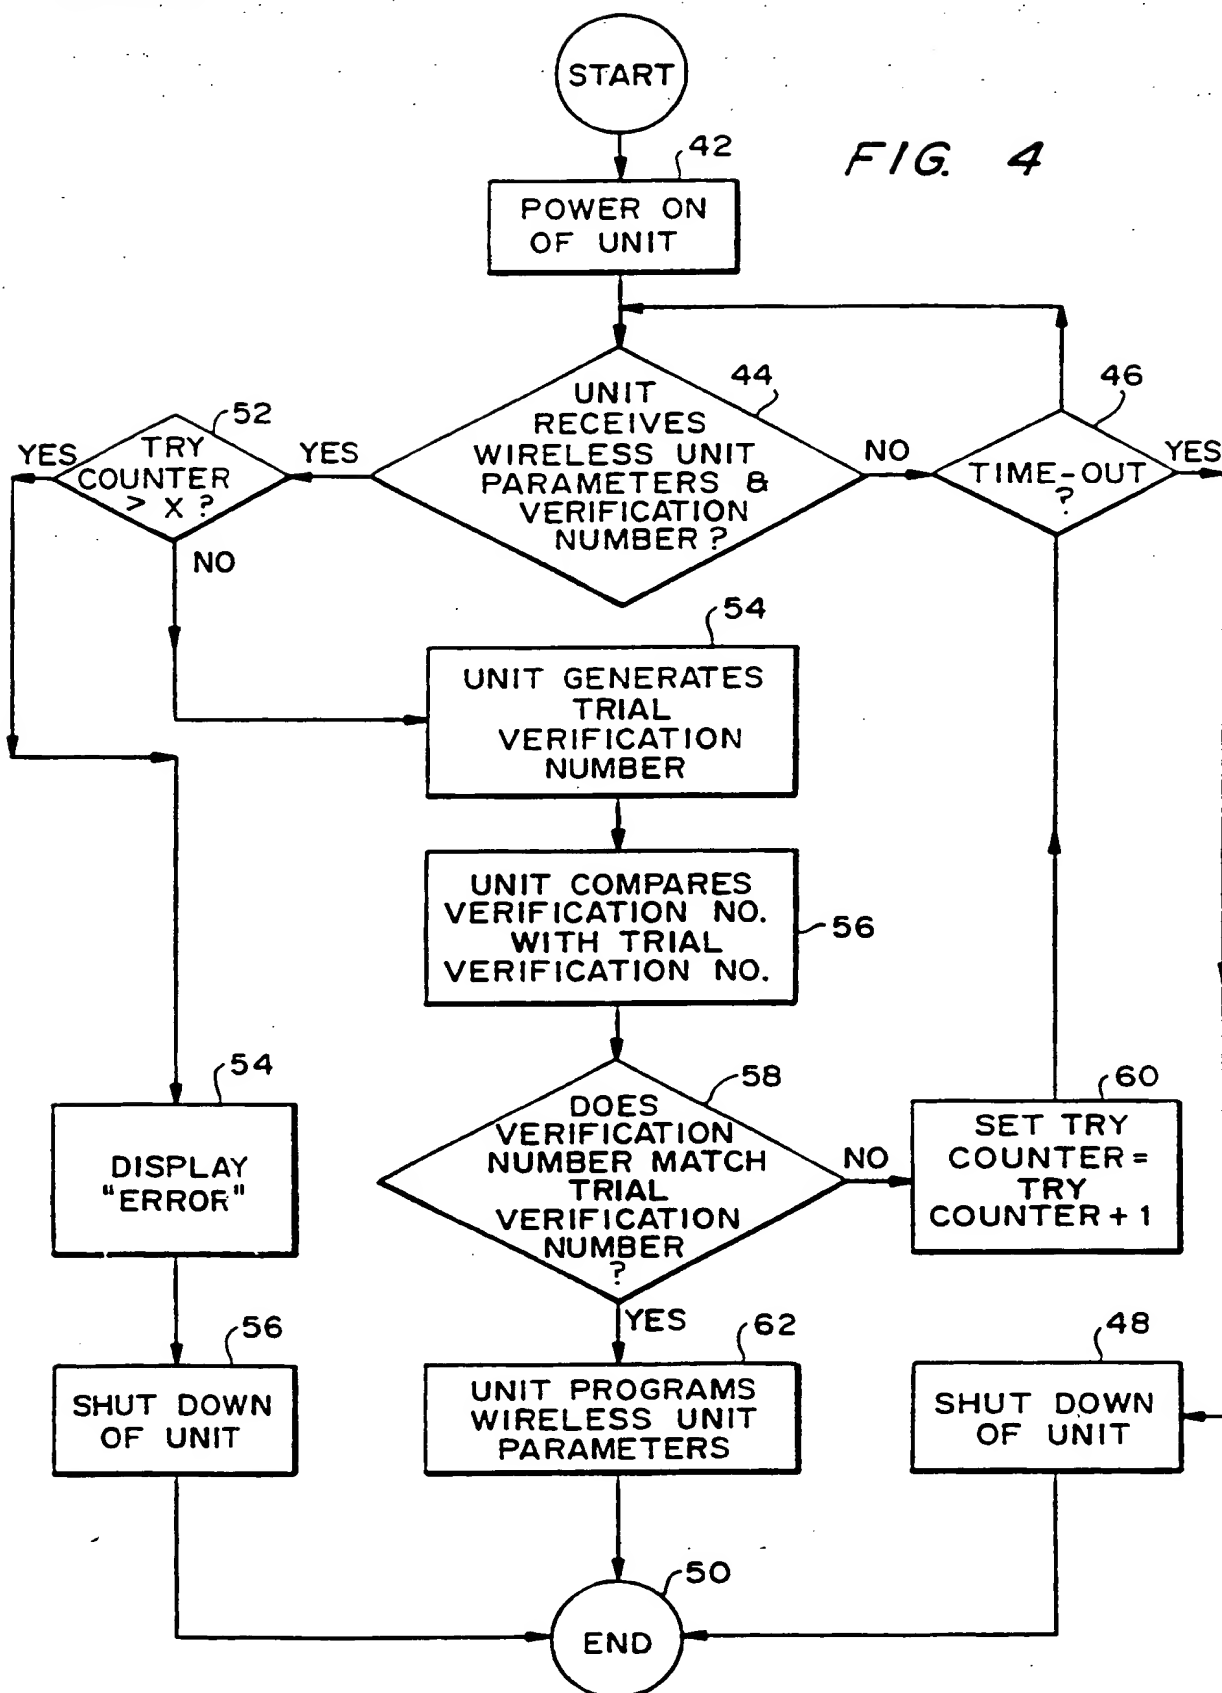 START
FIG. 4
42
POWER ON
OF UNIT
44
UNIT
RECEIVES
WIRELESS UNIT
PARAMETERS &
VERIFICATION
NUMBER?
46
TIME-OUT
?
YES
NO
52
TRY
COUNTER
> X?
YES
YES
NO
54
UNIT GENERATES
TRIAL
VERIFICATION
NUMBER
UNIT COMPARES
VERIFICATION NO.
WITH TRIAL
VERIFICATION NO.
56
58
DOES
VERIFICATION
NUMBER MATCH
TRIAL
VERIFICATION
NUMBER
?
NO
YES
60
SET TRY
COUNTER =
TRY
COUNTER + 1
54
DISPLAY
"ERROR"
56
SHUT DOWN
OF UNIT
62
UNIT PROGRAMS
WIRELESS UNIT
PARAMETERS
48
SHUT DOWN
OF UNIT
50
END